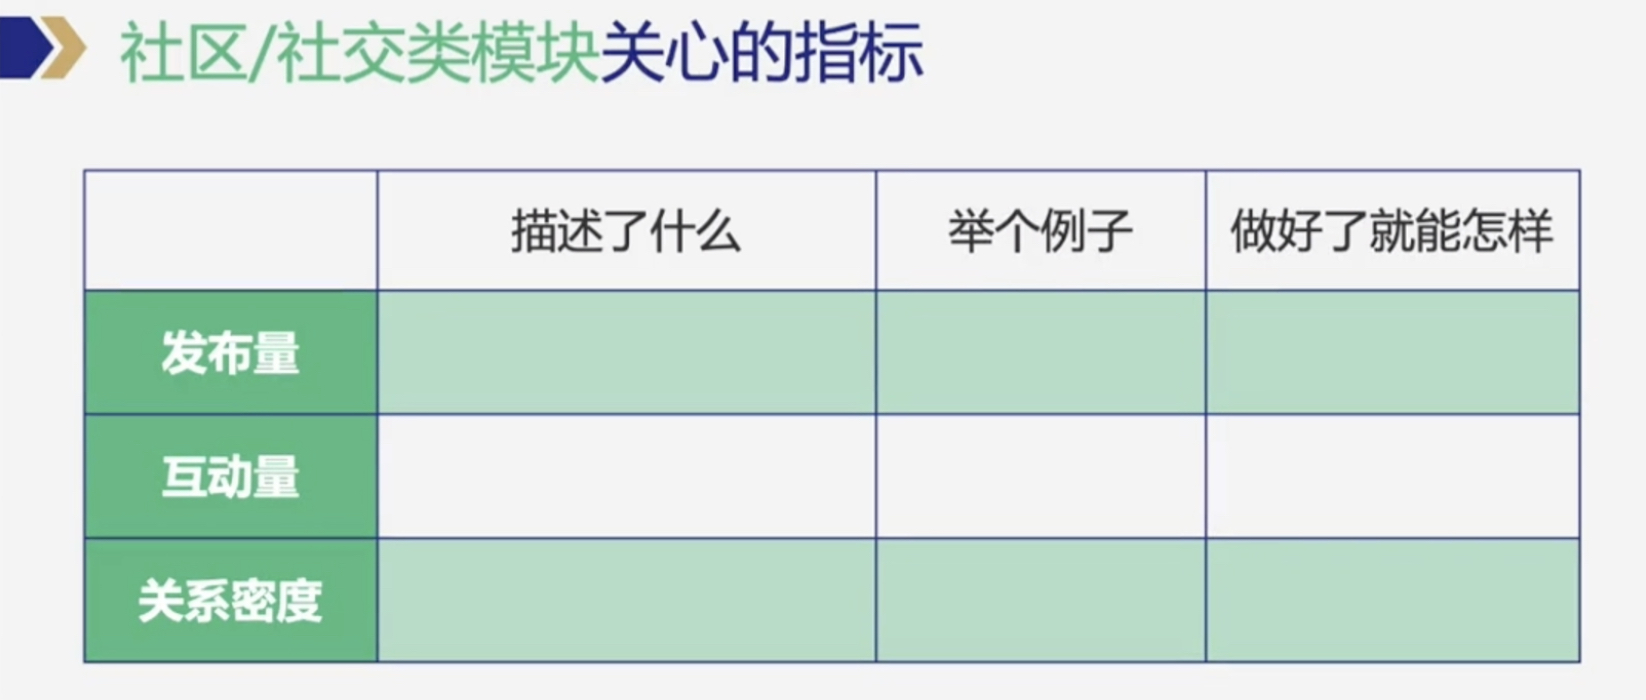 社区/社交类模块关心的指标
描述了什么 举个例子 做好了就能怎样
发布量
互动量
关系密度